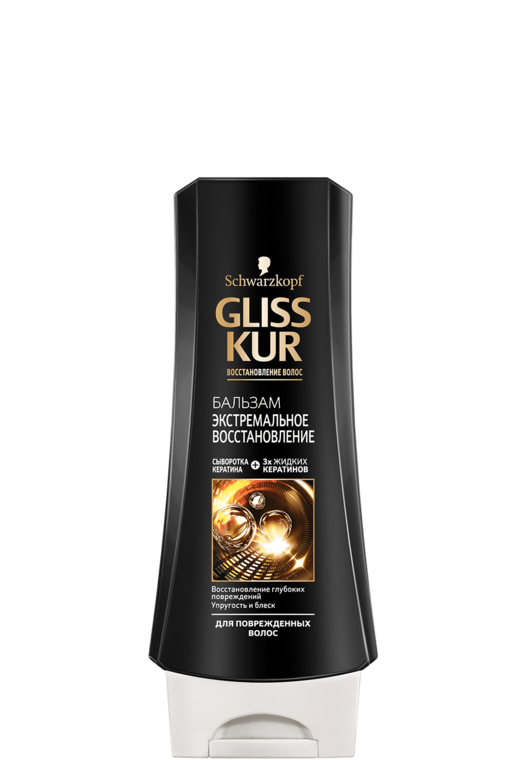 Schwarzkopf
GLISS
KUR
ВОССТАНОВЛЕНИЕ ВОЛОС
БАЛЬЗАМ
ЭКСТРЕМАЛЬНОЕ
ВОССТАНОВЛЕНИЕ
СЫВОРОТКА
КЕРАТИНА
+
3x ЖИДКИХ
КЕРАТИНОВ
Восстановление глубоких
повреждений
Упругость и блеск
ДЛЯ ПОВРЕЖДЕННЫХ
ВОЛОС